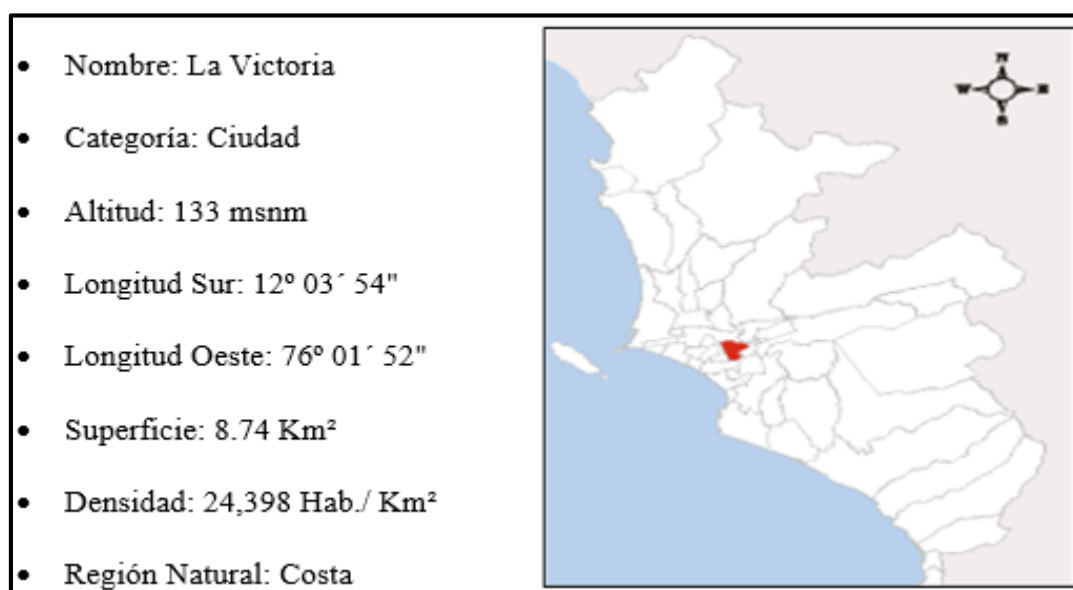 • Nombre: La Victoria
• Categoría: Ciudad
• Altitud: 133 msnm
• Longitud Sur: 12º 03´ 54"
• Longitud Oeste: 76º 01´ 52"
• Superficie: 8.74 Km²
• Densidad: 24,398 Hab./ Km²
• Región Natural: Costa
N
W E
S